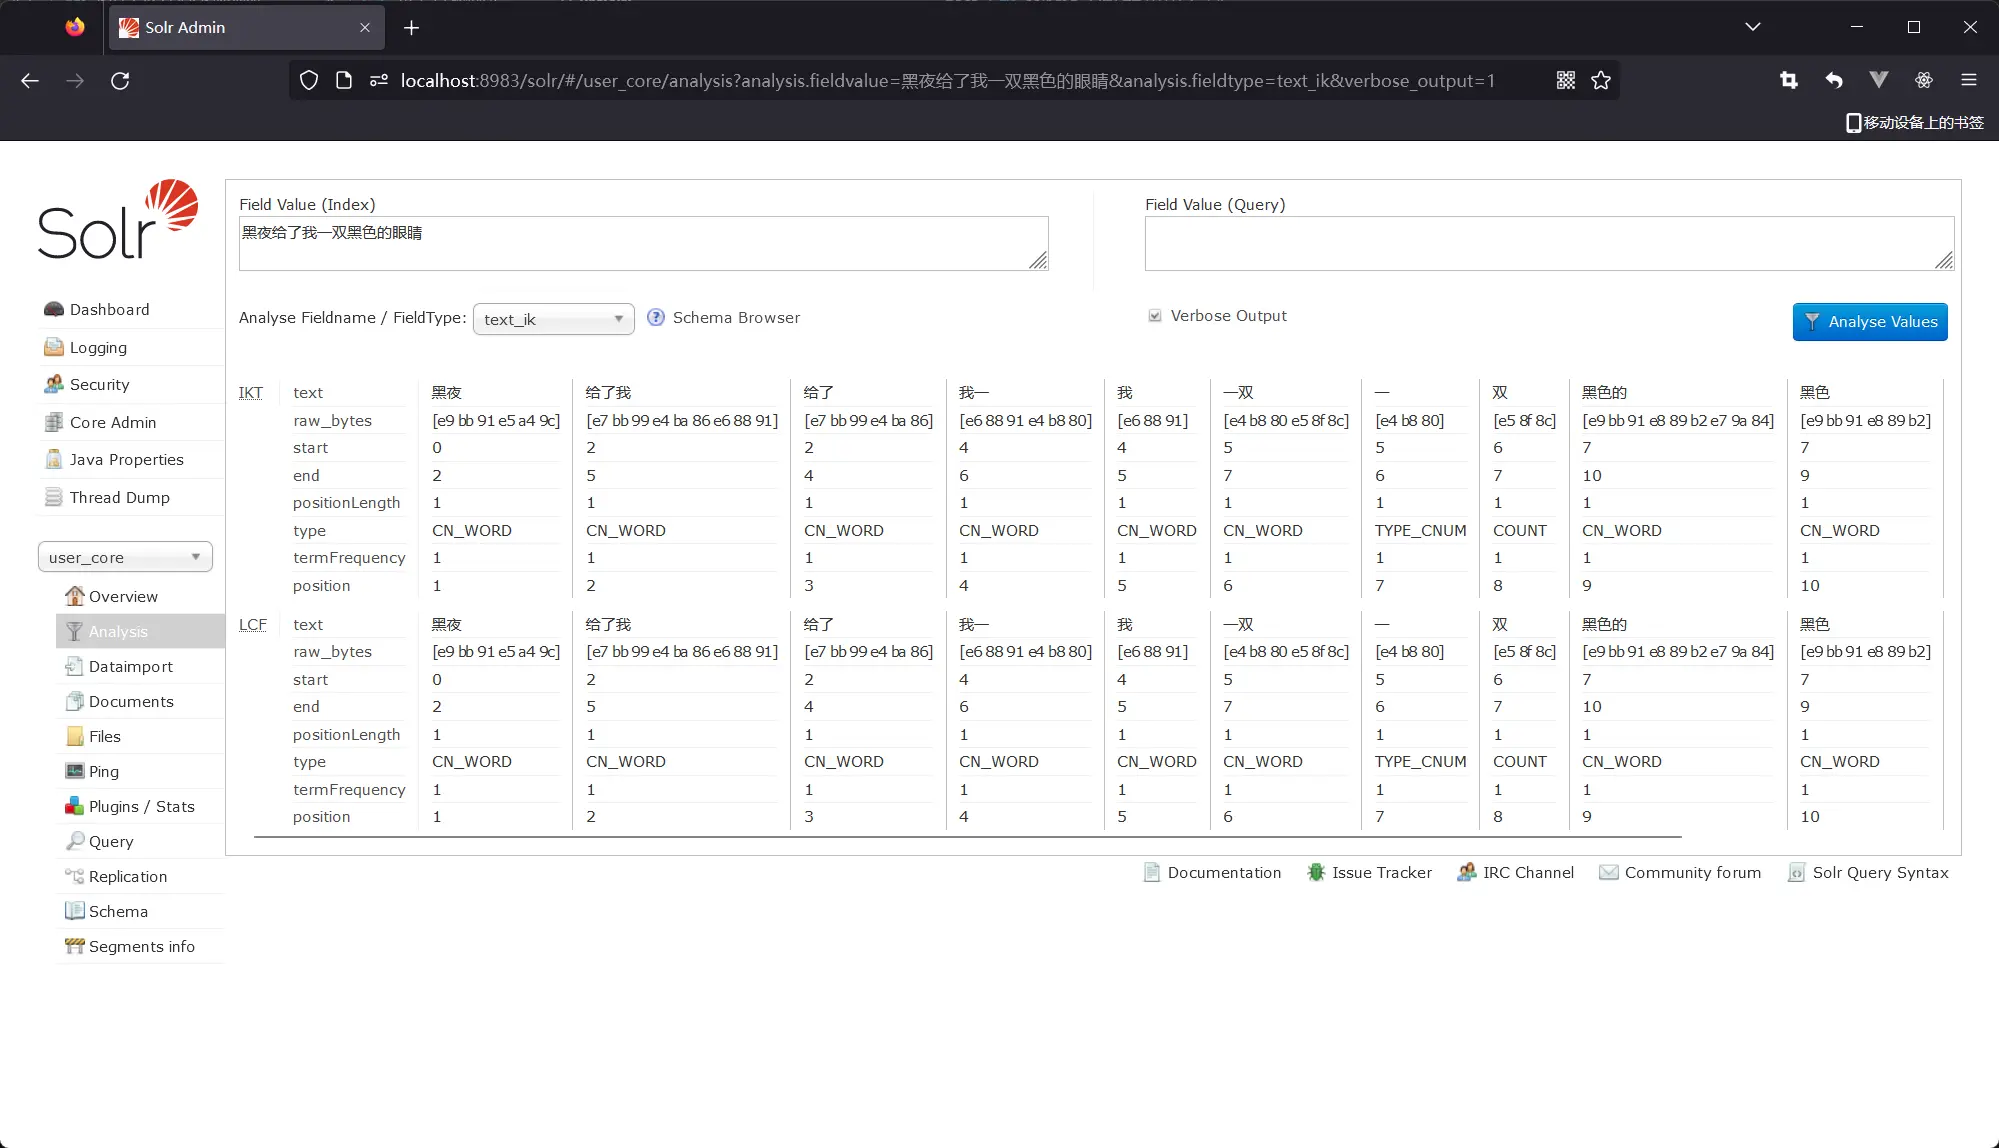 Solr Admin
localhost:8983/solr/#/user_core/analysis?analysis.fieldvalue=黑夜给了我一双黑色的眼睛&analysis.fieldtype=text_ik&verbose_output=1
移动设备上的书签
Solr
Dashboard
Logging
Security
Core Admin
Java Properties
Thread Dump
user_core
Overview
Analysis
Dataimport
Documents
Files
Ping
Plugins / Stats
Query
Replication
Schema
Segments info
Field Value (Index)
黑夜给了我一双黑色的眼睛
Field Value (Query)
Analyse Fieldname / FieldType: text_ik Schema Browser
Verbose Output
Analyse Values
IKT text 黑夜 给了我 给了 我一 我 一双 一 双 黑色的 黑色
raw_bytes [e9 bb 91 e5 a4 9c] [e7 bb 99 e4 ba 86 e6 88 91] [e7 bb 99 e4 ba 86] [e6 88 91 e4 b8 80] [e6 88 91] [e4 b8 80 e5 8f 8c] [e4 b8 80] [e5 8f 8c] [e9 bb 91 e8 89 b2 e7 9a 84] [e9 bb 91 e8 89 b2]
start 0 2 2 4 4 5 5 6 7 7
end 2 5 4 6 5 7 6 7 10 9
positionLength 1 1 1 1 1 1 1 1 1 1
type CN_WORD CN_WORD CN_WORD CN_WORD CN_WORD CN_WORD TYPE_CNUM COUNT CN_WORD CN_WORD
termFrequency 1 1 1 1 1 1 1 1 1 1
position 1 2 3 4 5 6 7 8 9 10
LCF text 黑夜 给了我 给了 我一 我 一双 一 双 黑色的 黑色
raw_bytes [e9 bb 91 e5 a4 9c] [e7 bb 99 e4 ba 86 e6 88 91] [e7 bb 99 e4 ba 86] [e6 88 91 e4 b8 80] [e6 88 91] [e4 b8 80 e5 8f 8c] [e4 b8 80] [e5 8f 8c] [e9 bb 91 e8 89 b2 e7 9a 84] [e9 bb 91 e8 89 b2]
start 0 2 2 4 4 5 5 6 7 7
end 2 5 4 6 5 7 6 7 10 9
positionLength 1 1 1 1 1 1 1 1 1 1
type CN_WORD CN_WORD CN_WORD CN_WORD CN_WORD CN_WORD TYPE_CNUM COUNT CN_WORD CN_WORD
termFrequency 1 1 1 1 1 1 1 1 1 1
position 1 2 3 4 5 6 7 8 9 10
Documentation Issue Tracker IRC Channel Community forum Solr Query Syntax